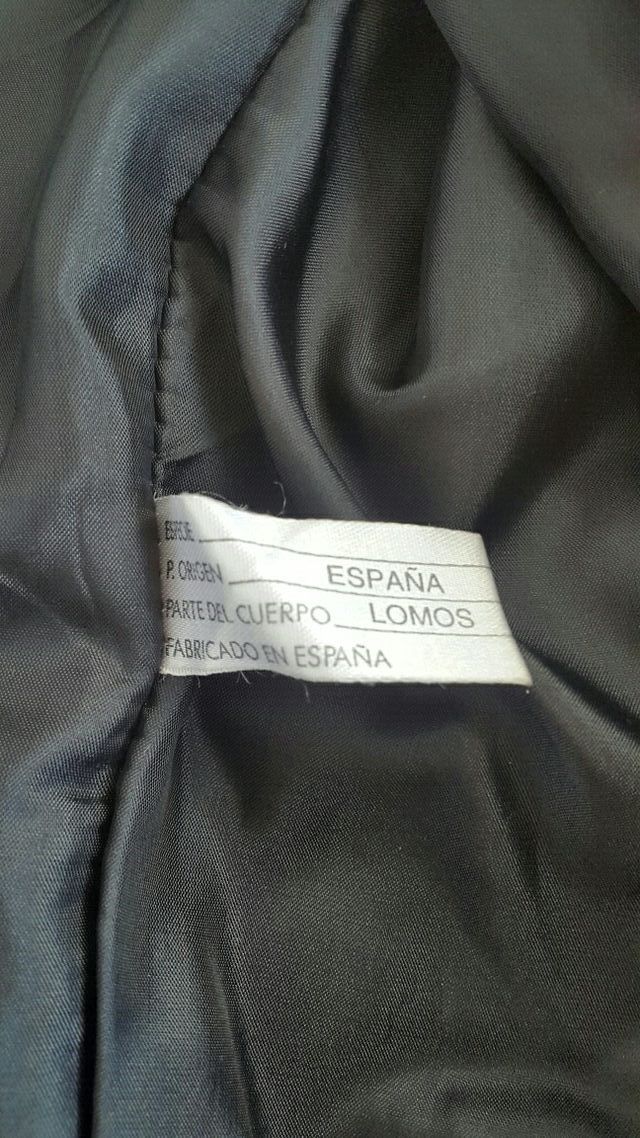 ESPECIE
P. ORIGEN ESPAÑA
PARTE DEL CUERPO LOMOS
FABRICADO EN ESPAÑA